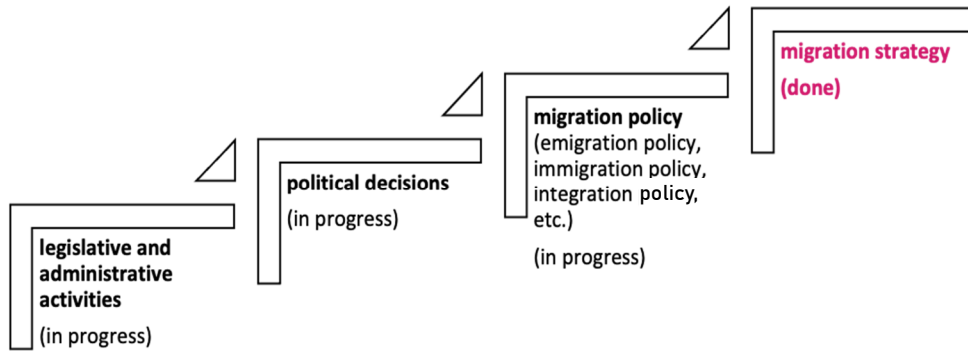 legislative and
administrative
activities
(in progress)
political decisions
(in progress)
migration policy
(emigration policy,
immigration policy,
integration policy,
etc.)
(in progress)
migration strategy
(done)